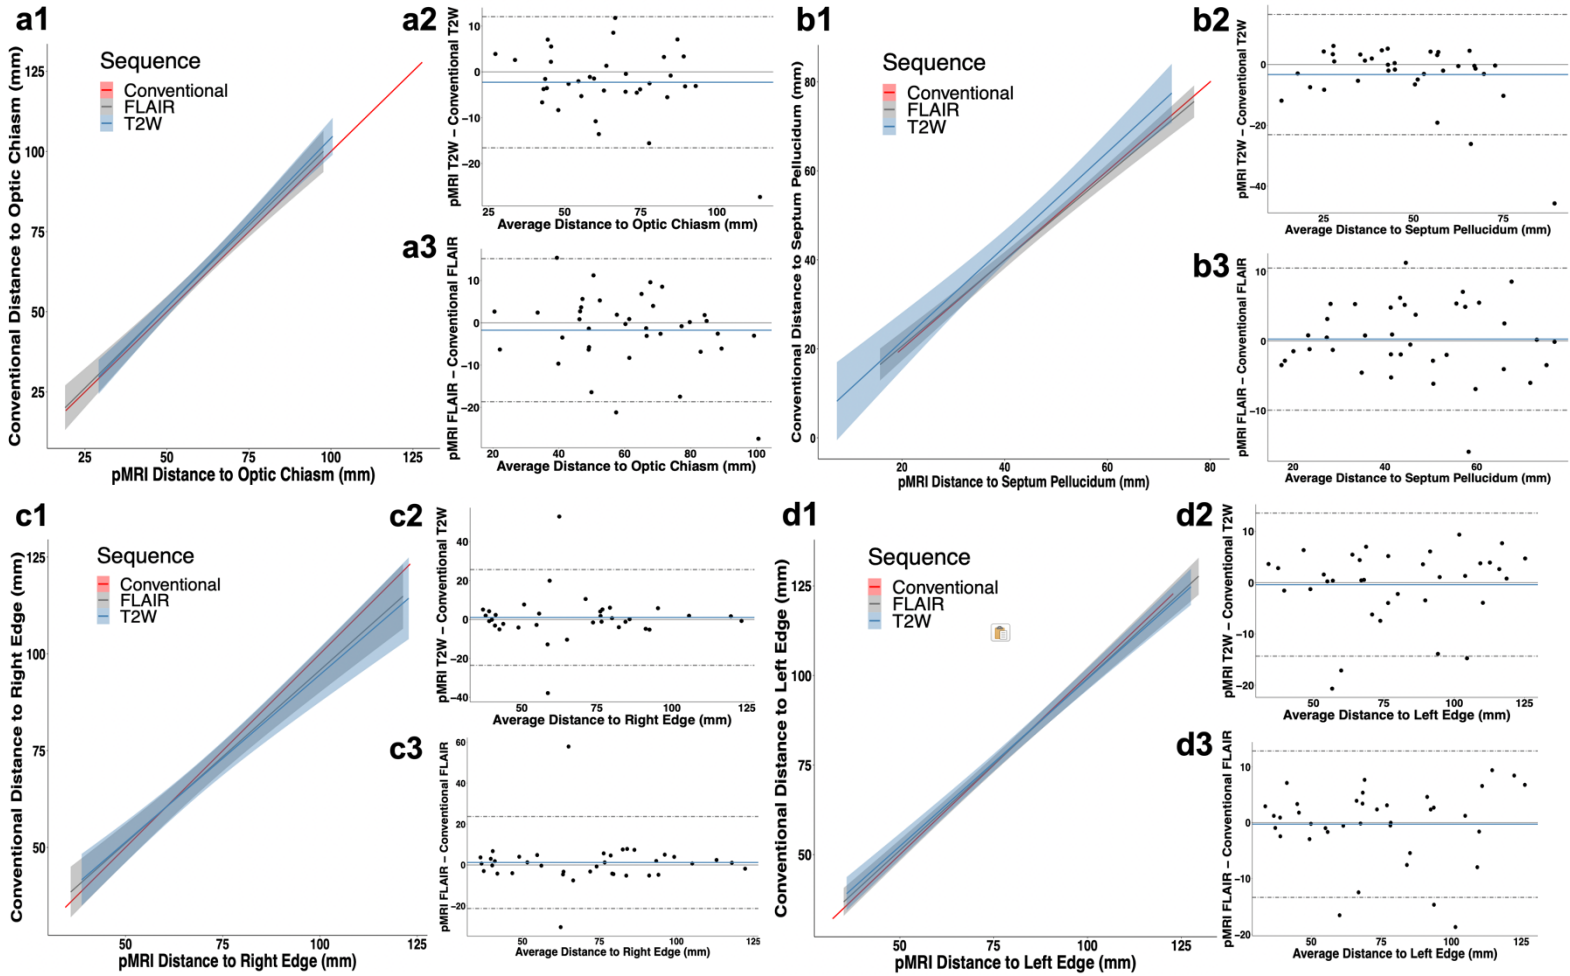 a1
Conventional Distance to Optic Chiasm (mm)
125
100
75
50
25
Sequence
Conventional
FLAIR
T2W
25
50
75
100
125
pMRI Distance to Optic Chiasm (mm)
a2
pMRI T2W – Conventional T2W
10
0
−10
−20
25
50
75
100
Average Distance to Optic Chiasm (mm)
a3
pMRI FLAIR – Conventional FLAIR
10
0
−10
−20
20
40
60
80
100
Average Distance to Optic Chiasm (mm)
b1
Conventional Distance to Septum Pellucidum (mm)
80
60
40
20
0
Sequence
Conventional
FLAIR
T2W
20
40
60
80
pMRI Distance to Septum Pellucidum (mm)
b2
pMRI T2W – Conventional T2W
0
−20
−40
25
50
75
Average Distance to Septum Pellucidum (mm)
b3
pMRI FLAIR – Conventional FLAIR
10
0
−10
20
40
60
Average Distance to Septum Pellucidum (mm)
c1
Conventional Distance to Right Edge (mm)
125
100
75
50
Sequence
Conventional
FLAIR
T2W
50
75
100
125
pMRI Distance to Right Edge (mm)
c2
pMRI T2W – Conventional T2W
40
20
0
−20
−40
50
75
100
125
Average Distance to Right Edge (mm)
c3
pMRI FLAIR – Conventional FLAIR
60
40
20
0
−20
50
75
100
125
Average Distance to Right Edge (mm)
d1
Conventional Distance to Left Edge (mm)
125
100
75
50
Sequence
Conventional
FLAIR
T2W
50
75
100
125
pMRI Distance to Left Edge (mm)
d2
pMRI T2W – Conventional T2W
10
0
−10
−20
50
75
100
125
Average Distance to Left Edge (mm)
d3
pMRI FLAIR – Conventional FLAIR
10
0
−10
−20
50
75
100
125
Average Distance to Left Edge (mm)